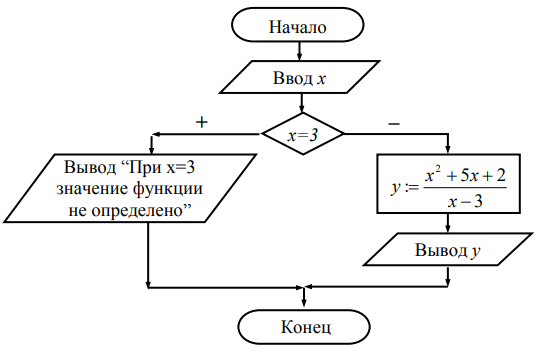 Начало
Ввод x
+
x=3
–
Вывод “При x=3
значение функции
не определено”
y := (x² + 5x + 2) / (x − 3)
Вывод y
Конец